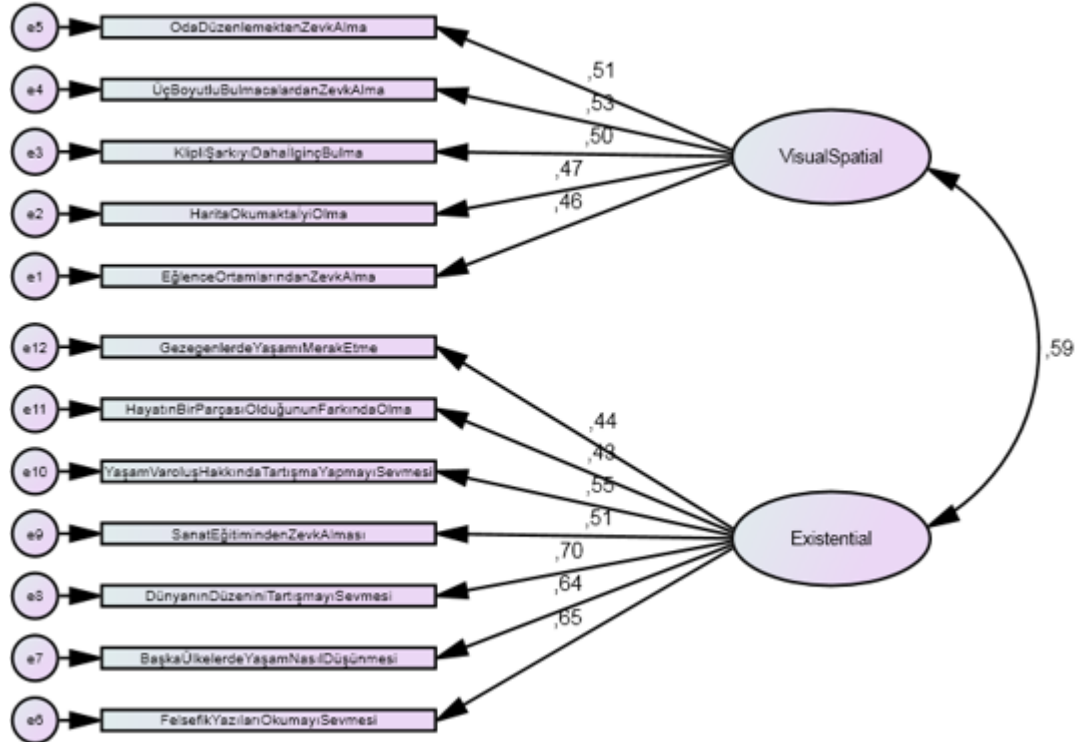 e5
OdaDüzenlemektenZevkAlma
,51
e4
ÜçBoyutluBulmacalardanZevkAlma
,53
e3
KlipliŞarkıyıDahaİlginçBulma
,50
VisualSpatial
e2
HaritaOkumaktaİyiOlma
,47
e1
EğlenceOrtamlarındanZevkAlma
,46
,59
e12
GezegenlerdeYaşamıMerakEtme
,44
e11
HayatınBirParçasıOlduğununFarkındaOlma
,43
e10
YaşamVaroluşHakkındaTartışmaYapmayıSevmesi
,55
e9
SanatEğitimindenZevkAlması
,51
Existential
e8
DünyanınDüzeniniTartışmayıSevmesi
,70
e7
BaşkaÜlkelerdeYaşamNasılDüşünmesi
,64
e6
FelsefikYazılarıOkumayıSevmesi
,65